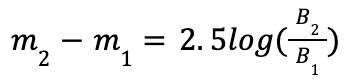 m₂ − m₁ = 2.5log(B₂/B₁)